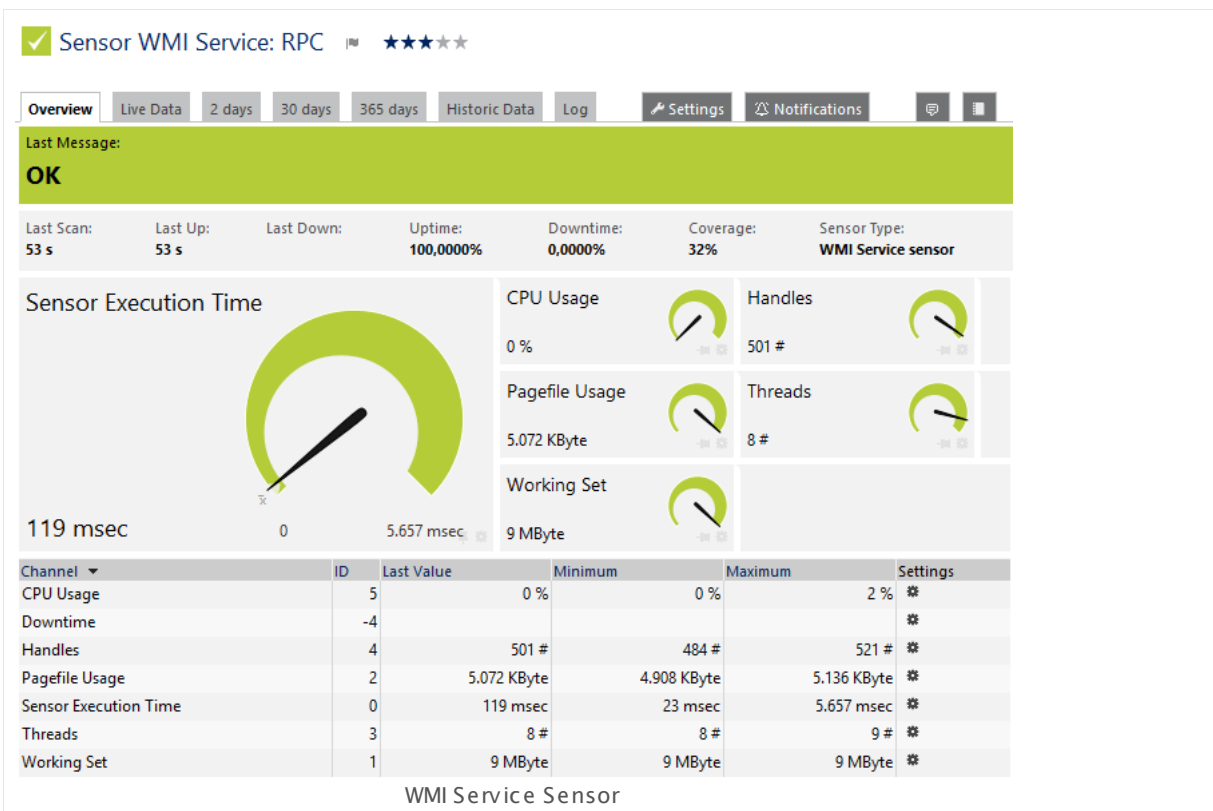 Sensor WMI Service: RPC
Overview Live Data 2 days 30 days 365 days Historic Data Log Settings Notifications
Last Message:
OK
Last Scan: Last Up: Last Down: Uptime: Downtime: Coverage: Sensor Type:
53 s 53 s 100,0000% 0,0000% 32% WMI Service sensor
Sensor Execution Time
CPU Usage
0 %
Handles
501 #
Pagefile Usage
5.072 KByte
Threads
8 #
Working Set
9 MByte
x
119 msec 0 5.657 msec
Channel ID Last Value Minimum Maximum Settings
CPU Usage 5 0 % 0 % 2 %
Downtime -4
Handles 4 501 # 484 # 521 #
Pagefile Usage 2 5.072 KByte 4.908 KByte 5.136 KByte
Sensor Execution Time 0 119 msec 23 msec 5.657 msec
Threads 3 8 # 8 # 9 #
Working Set 1 9 MByte 9 MByte 9 MByte
WMI Service Sensor